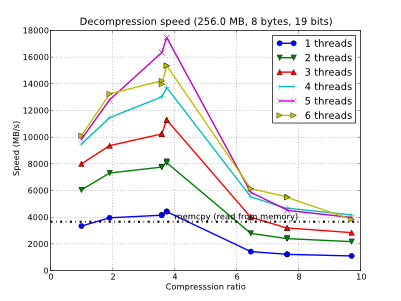 Decompression speed (256.0 MB, 8 bytes, 19 bits)
18000
16000
14000
12000
10000
8000
6000
4000
2000
0
Speed (MB/s)
1 threads
2 threads
3 threads
4 threads
5 threads
6 threads
memcpy (read from memory)
0 2 4 6 8 10
Compresssion ratio